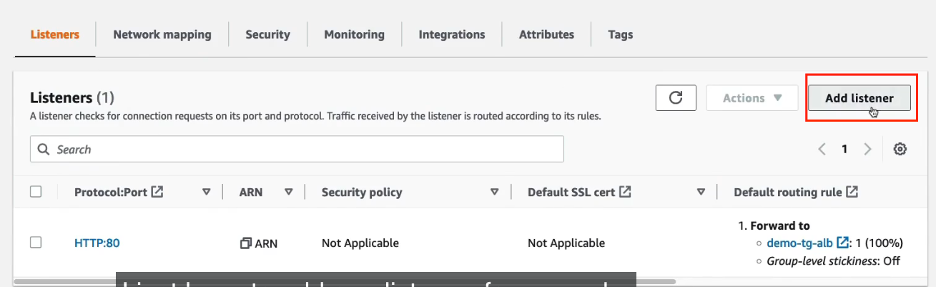 Listeners Network mapping Security Monitoring Integrations Attributes Tags
Listeners (1) Actions Add listener
A listener checks for connection requests on its port and protocol. Traffic received by the listener is routed according to its rules.
Search 1
Protocol:Port ARN Security policy Default SSL cert Default routing rule
HTTP:80 ARN Not Applicable Not Applicable 1. Forward to
demo-tg-alb : 1 (100%)
Group-level stickiness: Off